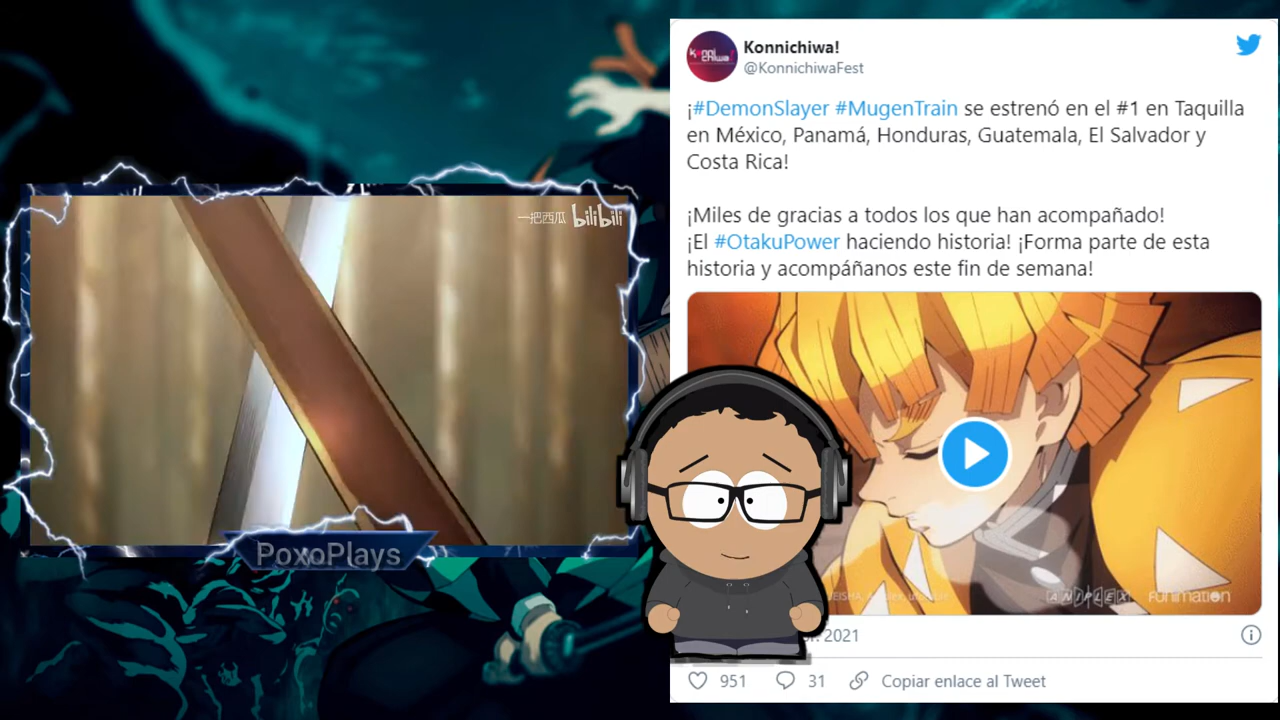 一把西瓜 bilibili
PoxoPlays
Konnichiwa!
@KonnichiwaFest
¡#DemonSlayer #MugenTrain se estrenó en el #1 en Taquilla
en México, Panamá, Honduras, Guatemala, El Salvador y
Costa Rica!
¡Miles de gracias a todos los que han acompañado!
¡El #OtakuPower haciendo historia! ¡Forma parte de esta
historia y acompáñanos este fin de semana!
ANIPLEX Funimation
2021
951 31 Copiar enlace al Tweet